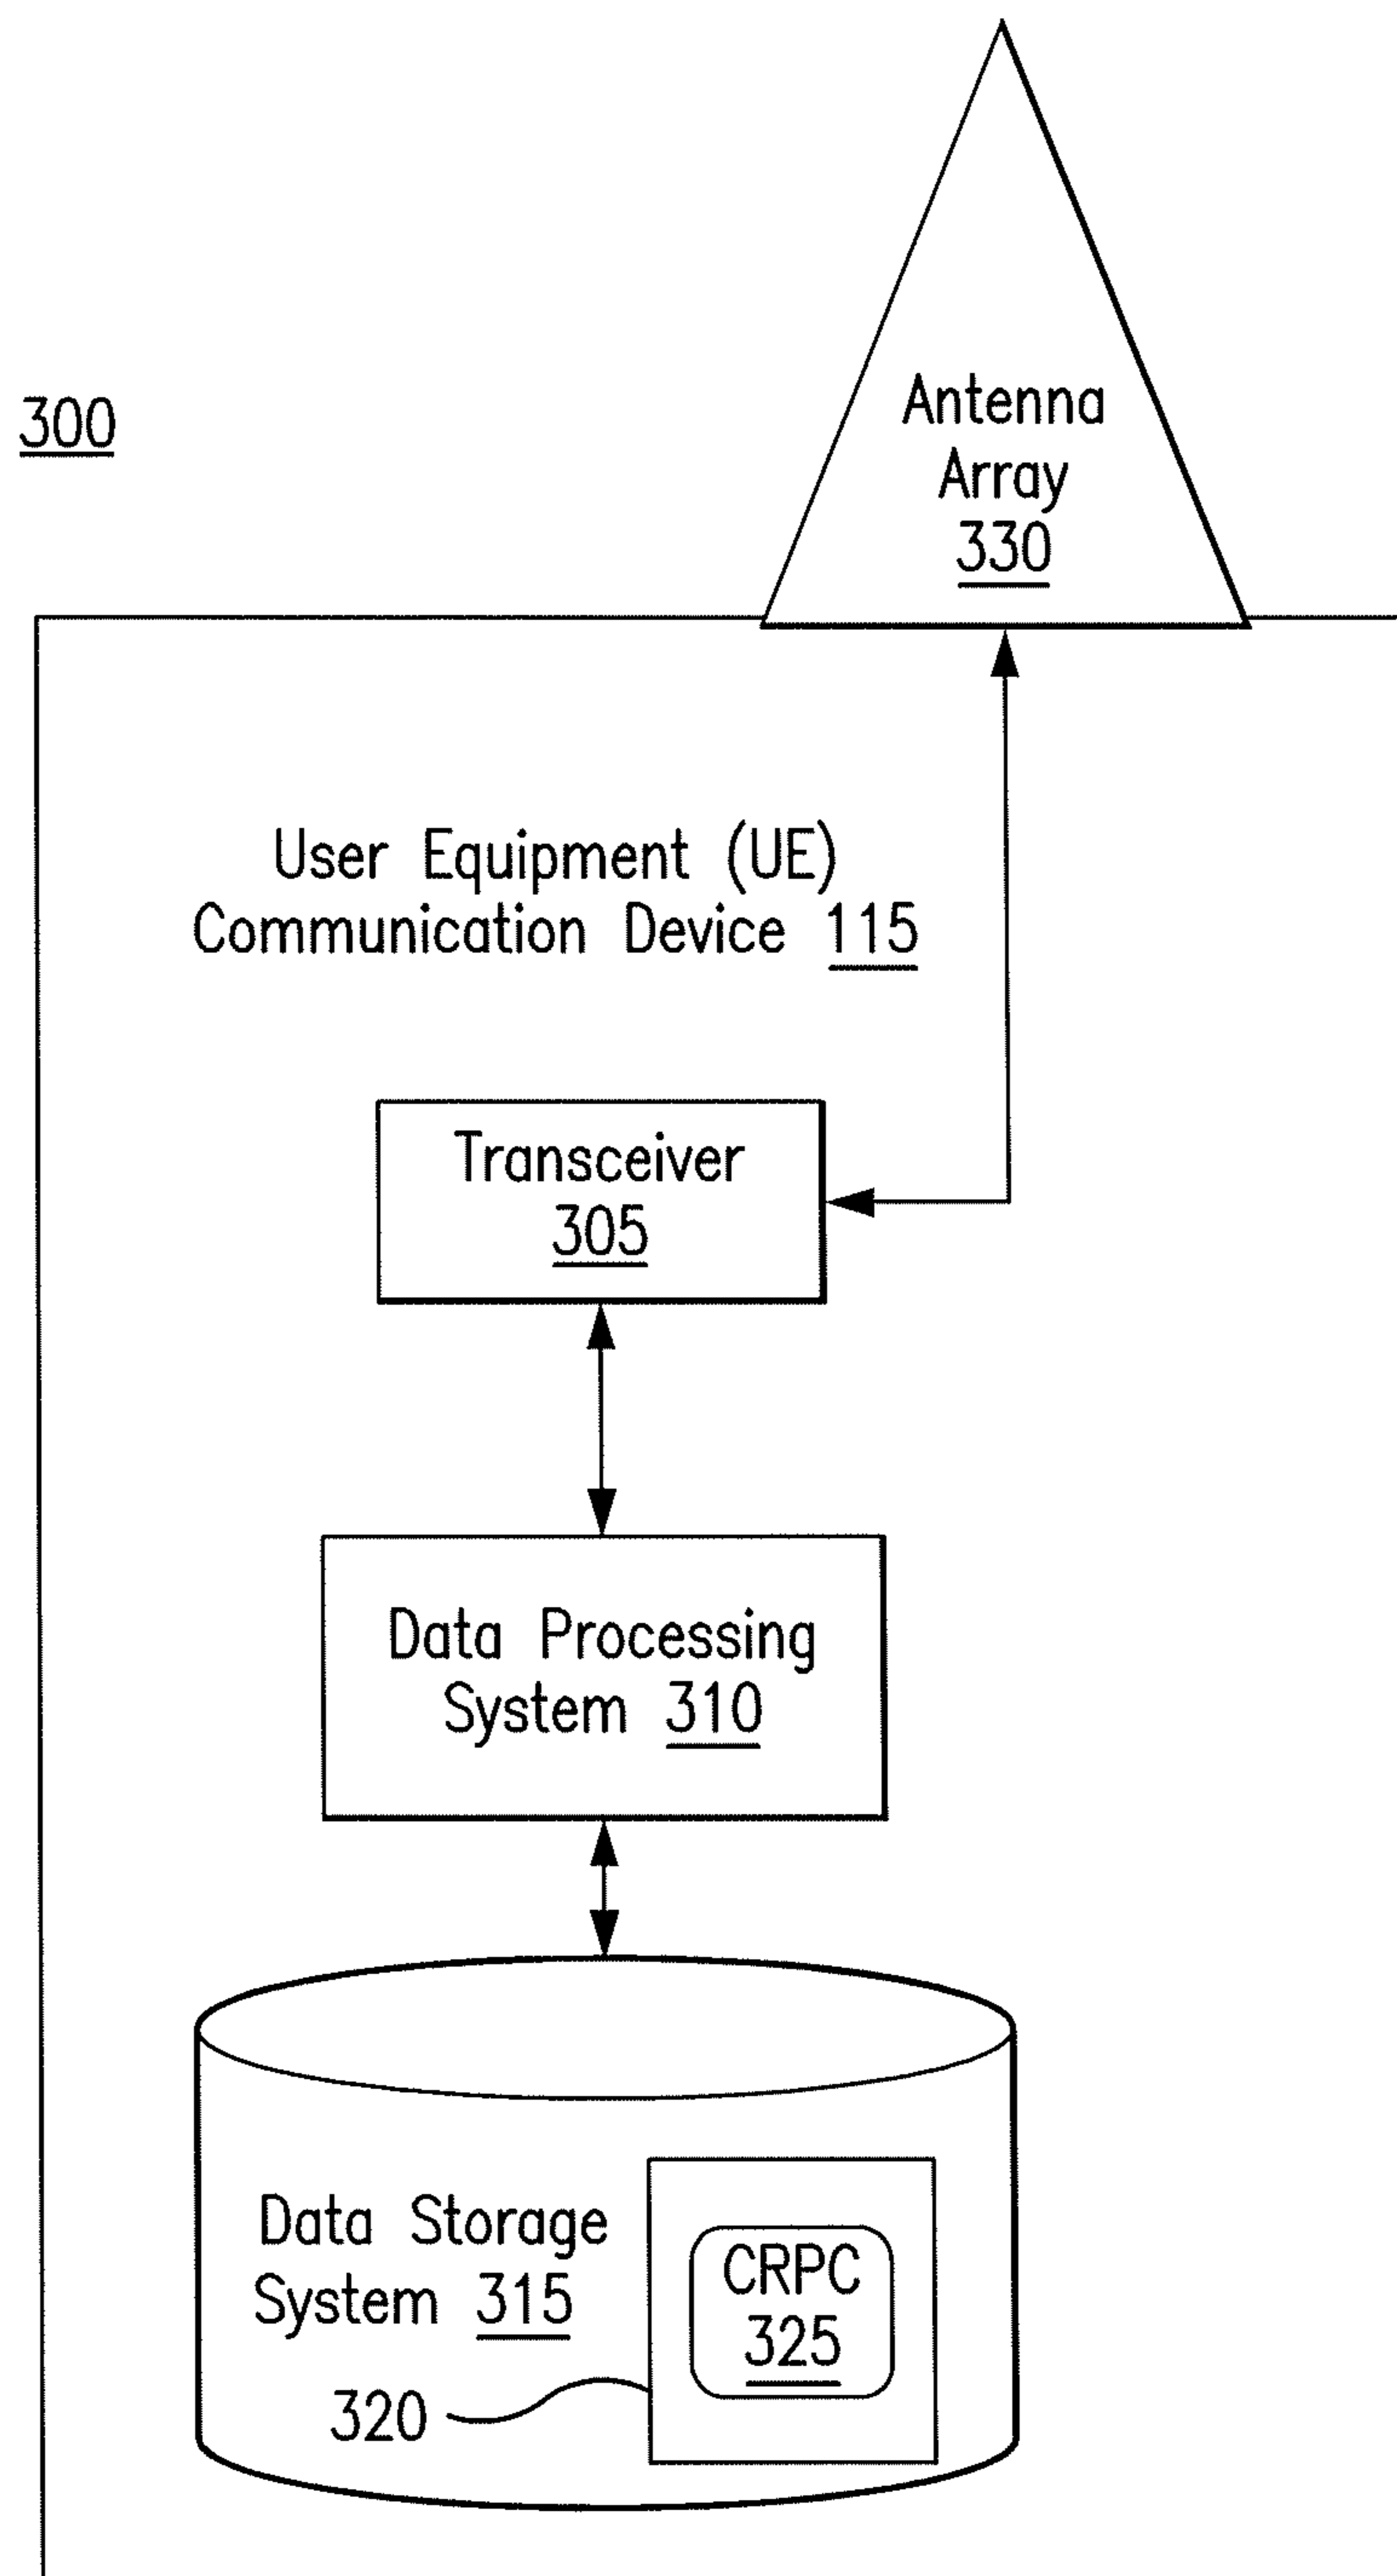 300
Antenna
Array
330
User Equipment (UE)
Communication Device 115
Transceiver
305
Data Processing
System 310
Data Storage
System 315
CRPC
325
320